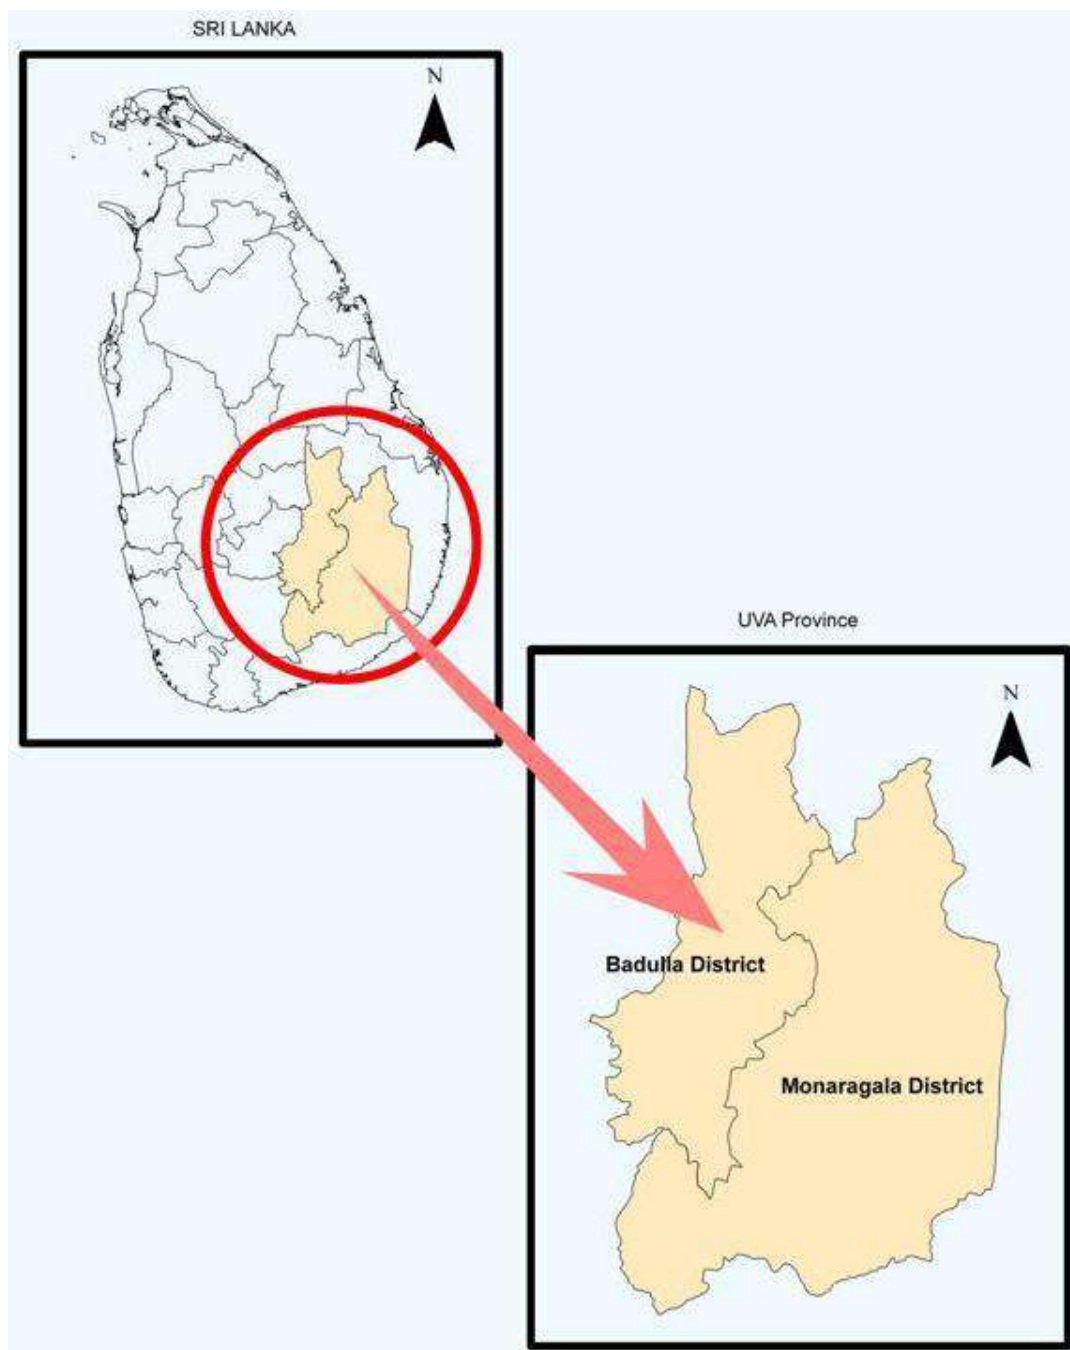 SRI LANKA
N
UVA Province
N
Badulla District
Monaragala District